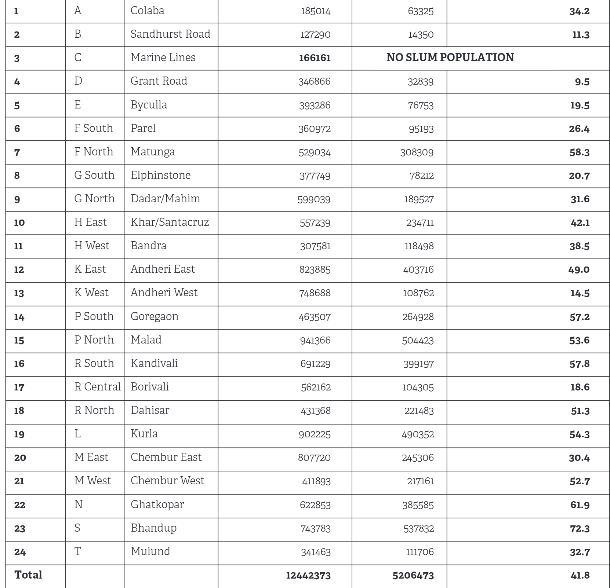 1 A Colaba 185014 63325 34.2
2 B Sandhurst Road 127290 14350 11.3
3 C Marine Lines 166161 NO SLUM POPULATION
4 D Grant Road 346866 32839 9.5
5 E Byculla 393286 76753 19.5
6 F South Parel 360972 95193 26.4
7 F North Matunga 529034 308309 58.3
8 G South Elphinstone 377749 78212 20.7
9 G North Dadar/Mahim 599039 189527 31.6
10 H East Khar/Santacruz 557239 234711 42.1
11 H West Bandra 307581 118498 38.5
12 K East Andheri East 823885 403716 49.0
13 K West Andheri West 748688 108762 14.5
14 P South Goregaon 463507 264928 57.2
15 P North Malad 941366 504423 53.6
16 R South Kandivali 691229 399197 57.8
17 R Central Borivali 562162 104305 18.6
18 R North Dahisar 431368 221483 51.3
19 L Kurla 902225 490352 54.3
20 M East Chembur East 807720 245306 30.4
21 M West Chembur West 411893 217161 52.7
22 N Ghatkopar 622853 385585 61.9
23 S Bhandup 743783 537832 72.3
24 T Mulund 341463 111706 32.7
Total 12442373 5206473 41.8